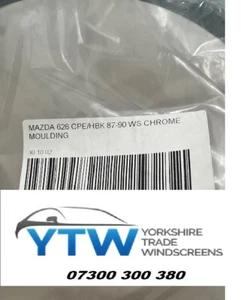 MAZDA 626 CPE/HBK 87-90 WS CHROME
MOULDING
YTW
YORKSHIRE
TRADE
WINDSCREENS
07300 300 380